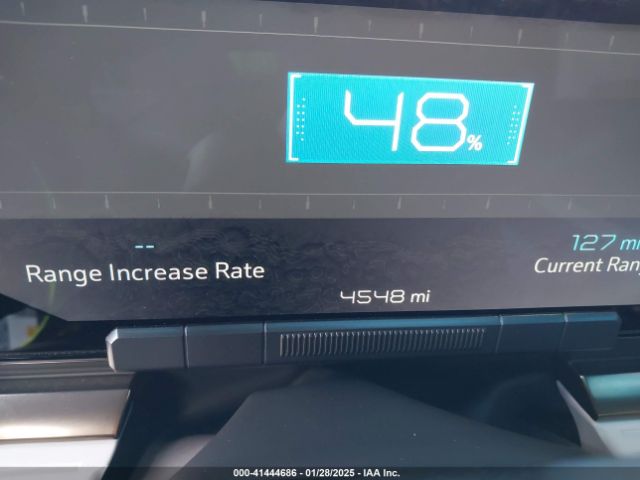 48%
-- 127 mi
Range Increase Rate Current Rang
4548 mi
000-41444686 - 01/28/2025 - IAA Inc.